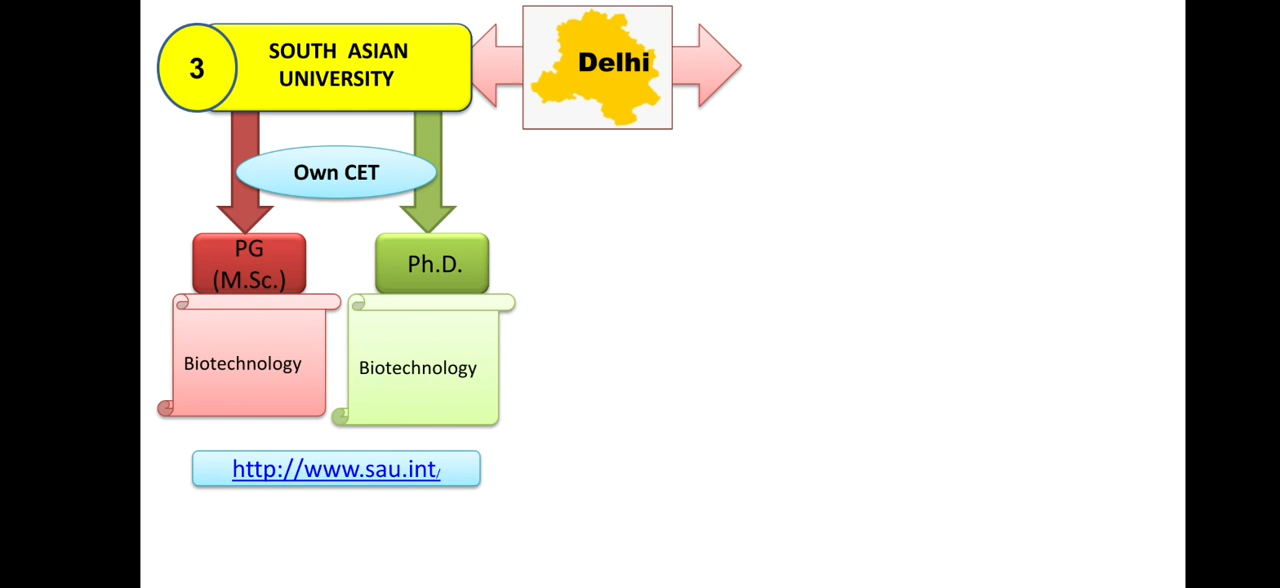 3
SOUTH ASIAN
UNIVERSITY
Delhi
Own CET
PG
(M.Sc.)
Ph.D.
Biotechnology
Biotechnology
http://www.sau.int/